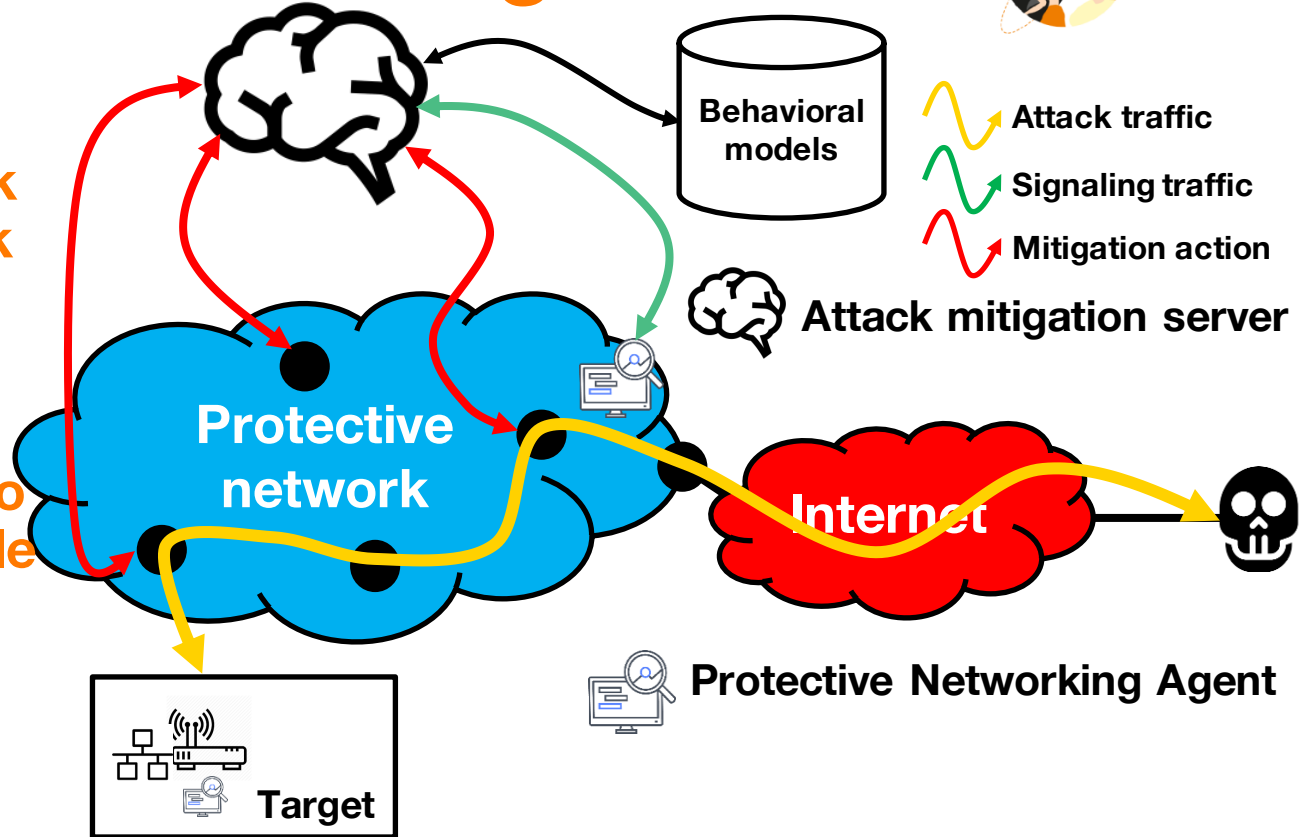 Behavioral
models
Attack traffic
Signaling traffic
Mitigation action
Attack mitigation server
Protective
network
Internet
Protective Networking Agent
Target